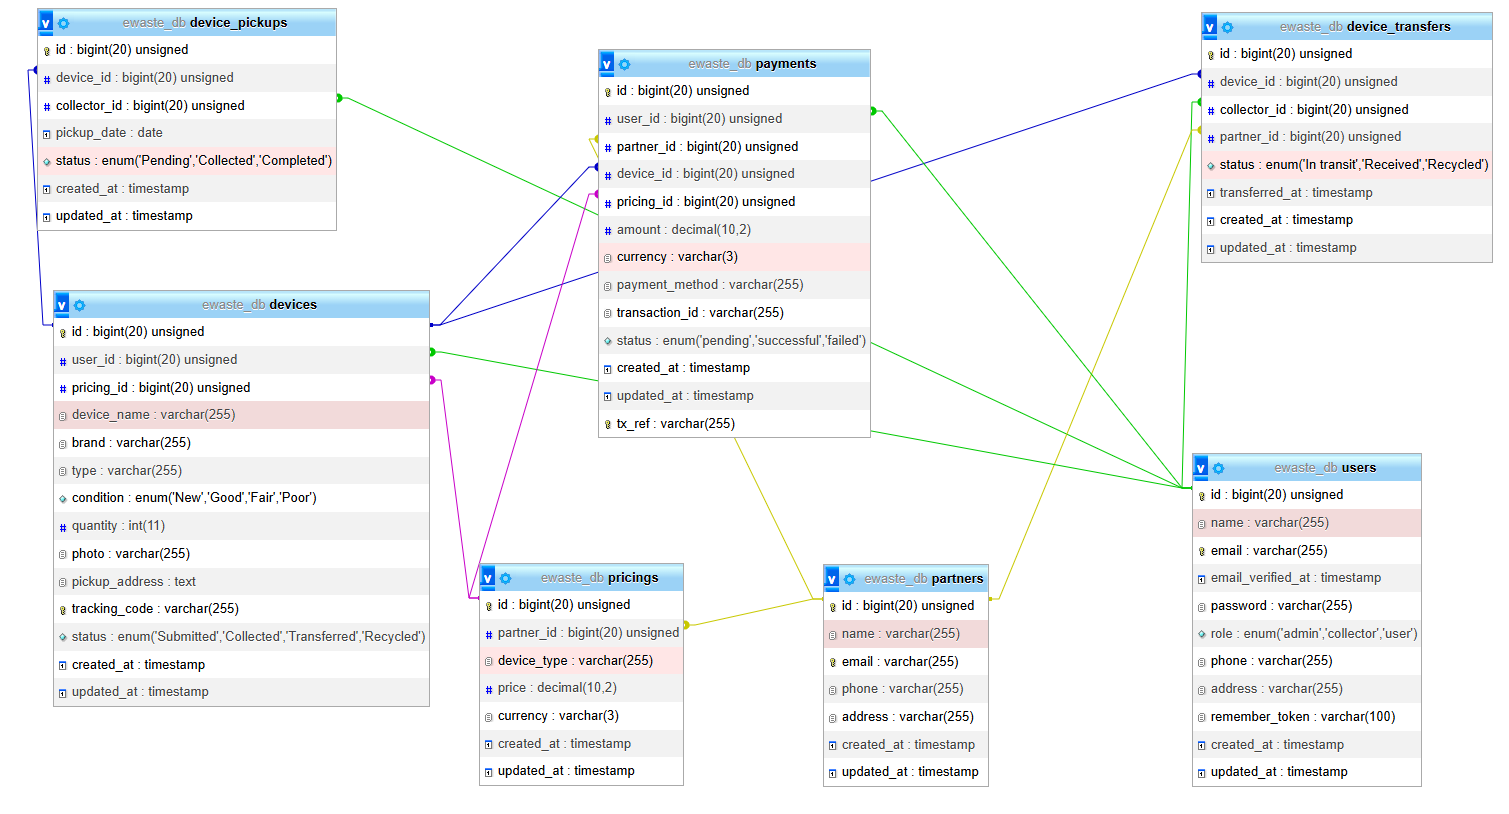 v ewaste_db device_pickups
id : bigint(20) unsigned
# device_id : bigint(20) unsigned
# collector_id : bigint(20) unsigned
pickup_date : date
status : enum('Pending','Collected','Completed')
created_at : timestamp
updated_at : timestamp
v ewaste_db payments
id : bigint(20) unsigned
# user_id : bigint(20) unsigned
# partner_id : bigint(20) unsigned
# device_id : bigint(20) unsigned
# pricing_id : bigint(20) unsigned
# amount : decimal(10,2)
currency : varchar(3)
payment_method : varchar(255)
transaction_id : varchar(255)
status : enum('pending','successful','failed')
created_at : timestamp
updated_at : timestamp
tx_ref : varchar(255)
v ewaste_db device_transfers
id : bigint(20) unsigned
# device_id : bigint(20) unsigned
# collector_id : bigint(20) unsigned
# partner_id : bigint(20) unsigned
status : enum('In transit','Received','Recycled')
transferred_at : timestamp
created_at : timestamp
updated_at : timestamp
v ewaste_db devices
id : bigint(20) unsigned
# user_id : bigint(20) unsigned
# pricing_id : bigint(20) unsigned
device_name : varchar(255)
brand : varchar(255)
type : varchar(255)
condition : enum('New','Good','Fair','Poor')
# quantity : int(11)
photo : varchar(255)
pickup_address : text
tracking_code : varchar(255)
status : enum('Submitted','Collected','Transferred','Recycled')
created_at : timestamp
updated_at : timestamp
v ewaste_db pricings
id : bigint(20) unsigned
# partner_id : bigint(20) unsigned
device_type : varchar(255)
# price : decimal(10,2)
currency : varchar(3)
created_at : timestamp
updated_at : timestamp
v ewaste_db partners
id : bigint(20) unsigned
name : varchar(255)
email : varchar(255)
phone : varchar(255)
address : varchar(255)
created_at : timestamp
updated_at : timestamp
v ewaste_db users
id : bigint(20) unsigned
name : varchar(255)
email : varchar(255)
email_verified_at : timestamp
password : varchar(255)
role : enum('admin','collector','user')
phone : varchar(255)
address : varchar(255)
remember_token : varchar(100)
created_at : timestamp
updated_at : timestamp